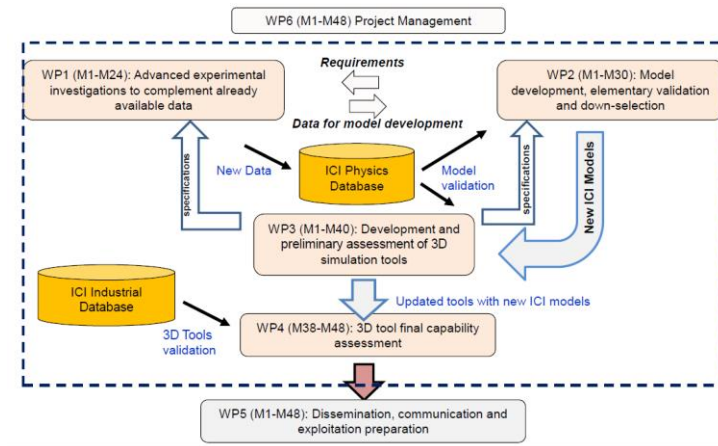 WP6 (M1-M48) Project Management
WP1 (M1-M24): Advanced experimental
investigations to complement already
available data
Requirements
Data for model development
WP2 (M1-M30): Model
development, elementary validation
and down-selection
specifications
New Data
ICI Physics
Database
Model
validation
specifications
New ICI Models
WP3 (M1-M40): Development and
preliminary assessment of 3D
simulation tools
ICI Industrial
Database
Updated tools with new ICI models
3D Tools
validation
WP4 (M38-M48): 3D tool final capability
assessment
WP5 (M1-M48): Dissemination, communication and
exploitation preparation